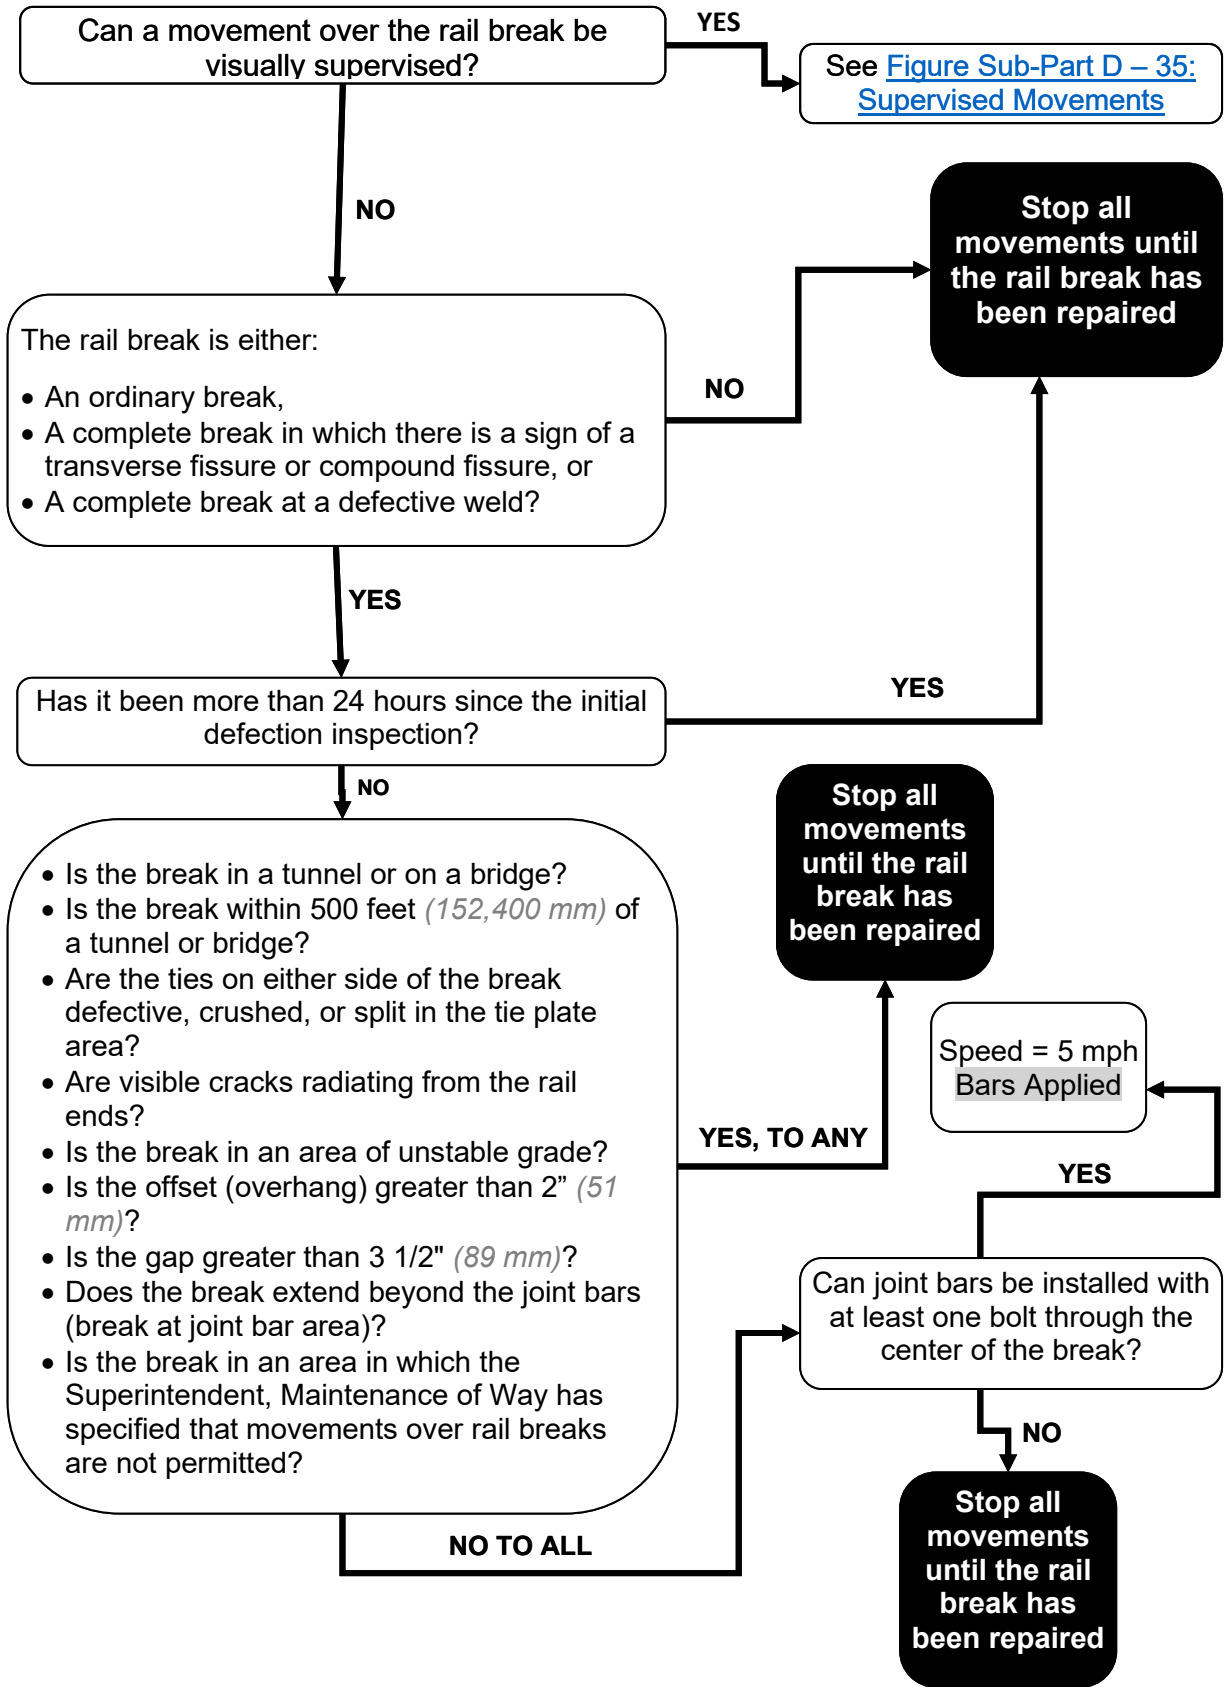 Can a movement over the rail break be
visually supervised?
YES
See Figure Sub-Part D – 35:
Supervised Movements
NO
Stop all
movements until
the rail break has
been repaired
The rail break is either:
• An ordinary break,
• A complete break in which there is a sign of a
transverse fissure or compound fissure, or
• A complete break at a defective weld?
NO
YES
Has it been more than 24 hours since the initial
defection inspection?
YES
NO
Stop all
movements
until the rail
break has
been repaired
• Is the break in a tunnel or on a bridge?
• Is the break within 500 feet (152,400 mm) of
a tunnel or bridge?
• Are the ties on either side of the break
defective, crushed, or split in the tie plate
area?
• Are visible cracks radiating from the rail
ends?
• Is the break in an area of unstable grade?
• Is the offset (overhang) greater than 2” (51
mm)?
• Is the gap greater than 3 1/2" (89 mm)?
• Does the break extend beyond the joint bars
(break at joint bar area)?
• Is the break in an area in which the
Superintendent, Maintenance of Way has
specified that movements over rail breaks
are not permitted?
YES, TO ANY
Speed = 5 mph
Bars Applied
YES
Can joint bars be installed with
at least one bolt through the
center of the break?
NO
NO TO ALL
Stop all
movements
until the rail
break has
been repaired